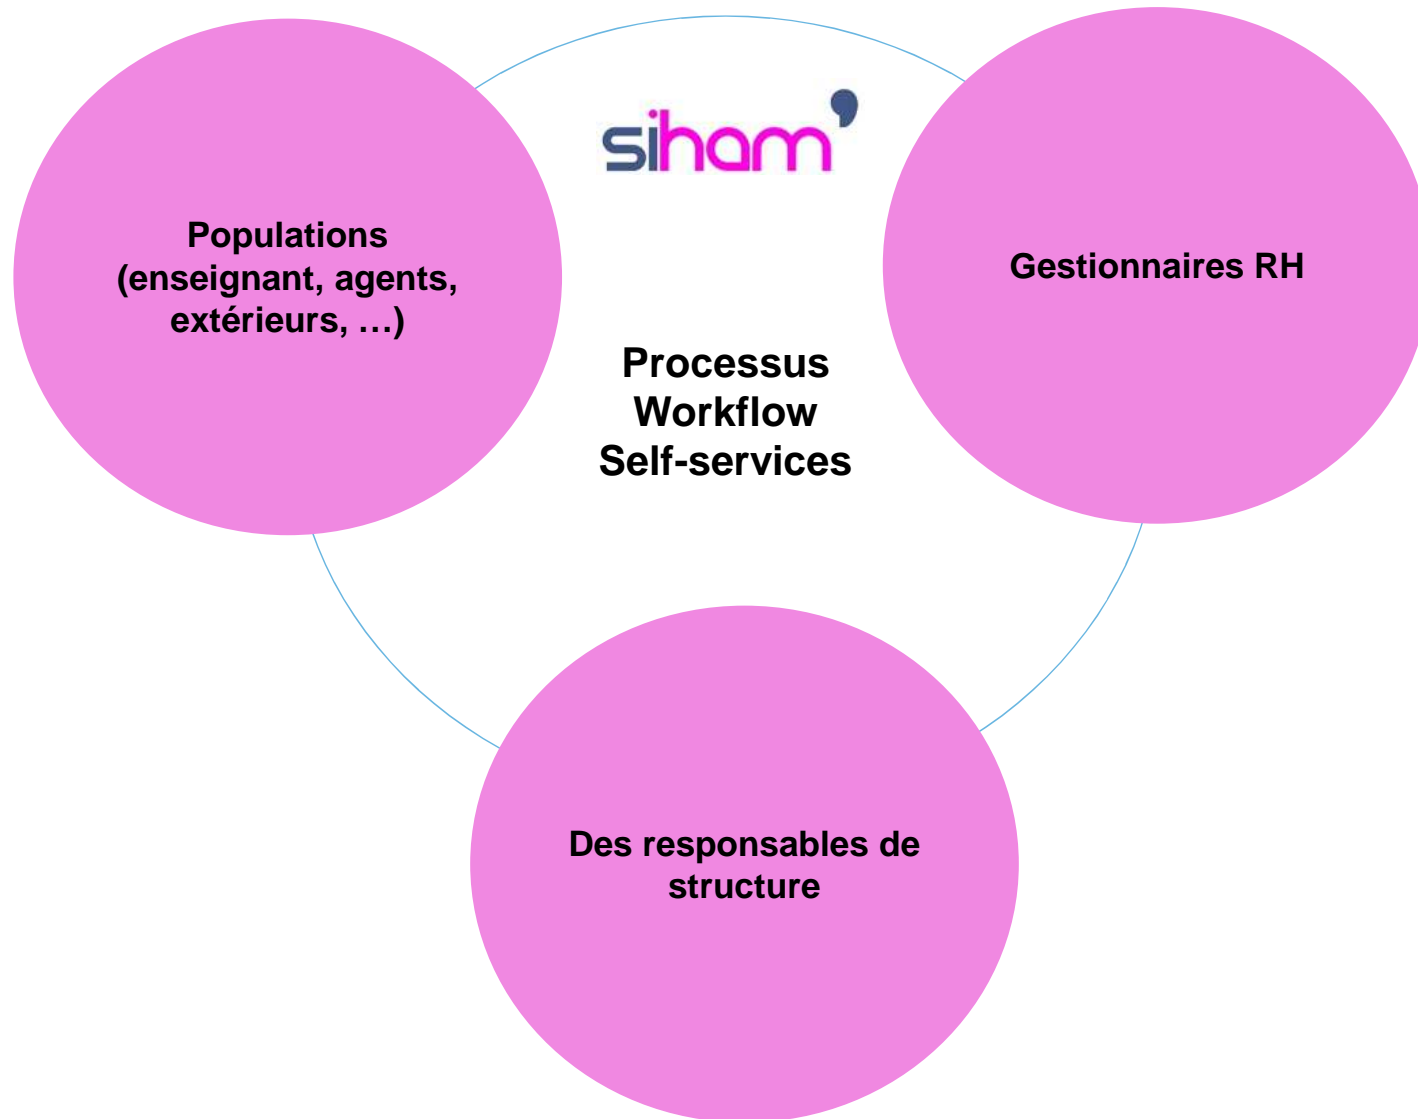 siham’
Populations
(enseignant, agents,
extérieurs, …)
Gestionnaires RH
Processus
Workflow
Self-services
Des responsables de
structure